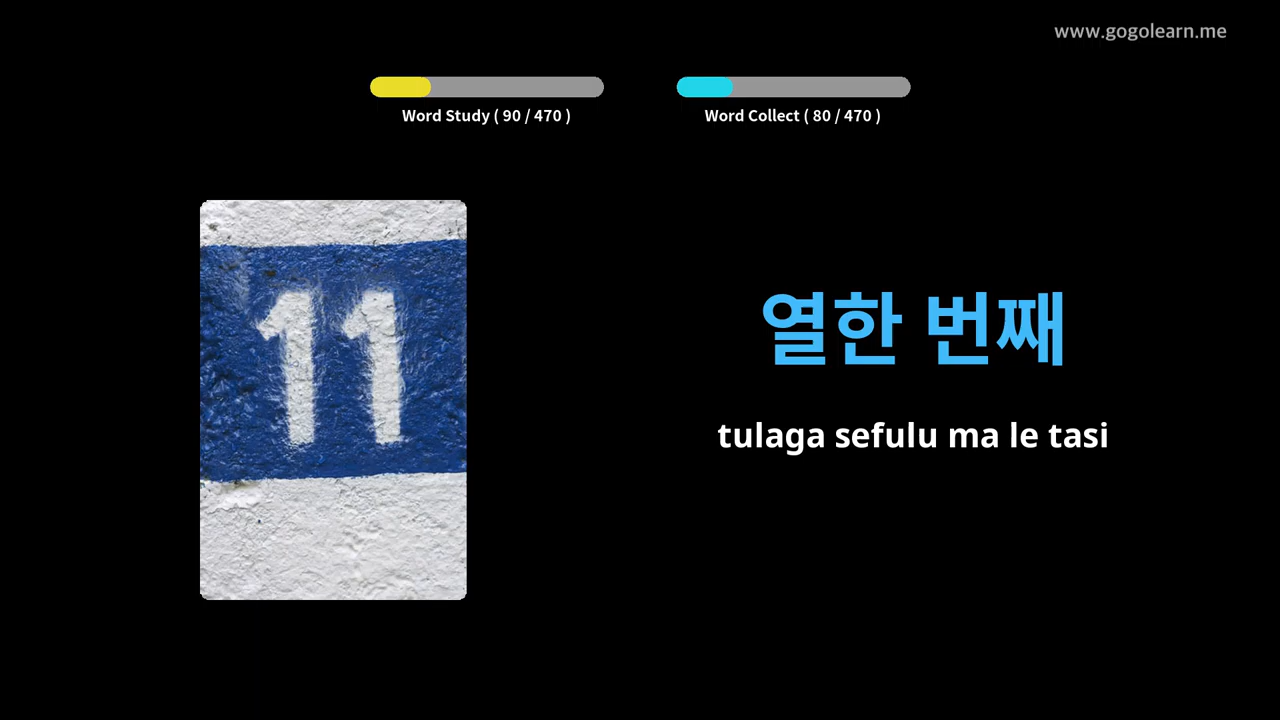 www.gogolearn.me
Word Study ( 90 / 470 )
Word Collect ( 80 / 470 )
11
열한 번째
tulaga sefulu ma le tasi